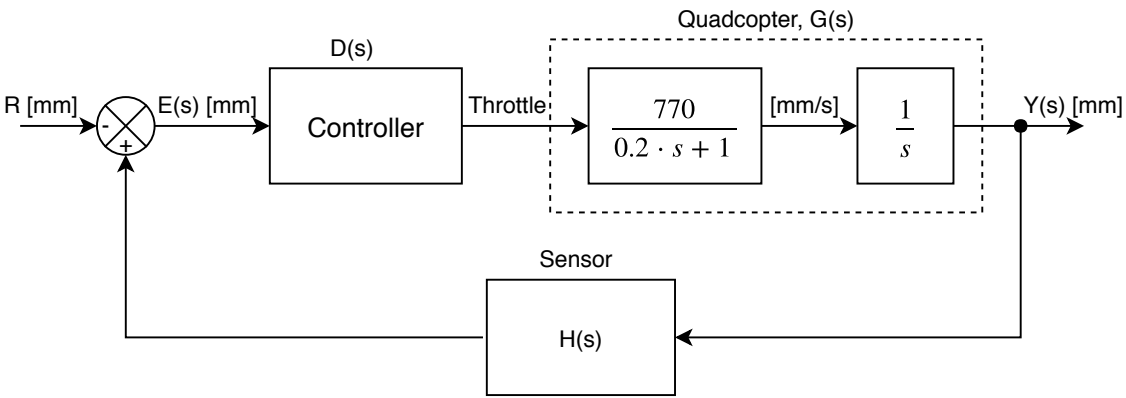 Quadcopter, G(s)
D(s)
R [mm]
-
+
E(s) [mm]
Controller
Throttle
770
0.2 · s + 1
[mm/s]
1
s
Y(s) [mm]
Sensor
H(s)